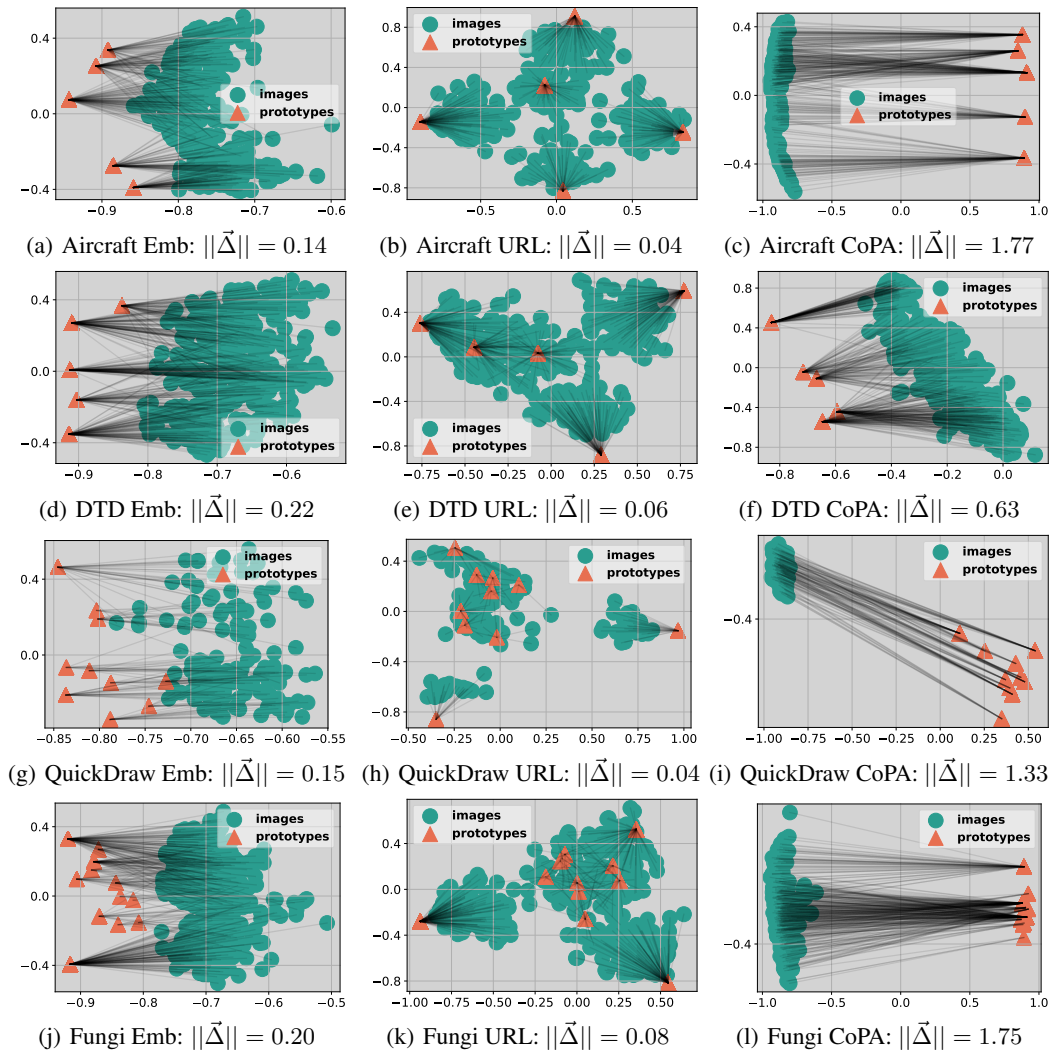 0.4
0.0
−0.4
images
prototypes
−0.9 −0.8 −0.7 −0.6
(a) Aircraft Emb: ||Δ⃗|| = 0.14
0.8
0.4
0.0
−0.4
−0.8
images
prototypes
−0.5 0.0 0.5
(b) Aircraft URL: ||Δ⃗|| = 0.04
0.4
0.0
−0.4
images
prototypes
−1.0 −0.5 0.0 0.5 1.0
(c) Aircraft CoPA: ||Δ⃗|| = 1.77
0.4
0.0
−0.4
images
prototypes
−0.9 −0.8 −0.7 −0.6
(d) DTD Emb: ||Δ⃗|| = 0.22
0.4
0.0
−0.4
−0.8
images
prototypes
−0.75 −0.50 −0.25 0.00 0.25 0.50 0.75
(e) DTD URL: ||Δ⃗|| = 0.06
0.8
0.4
0.0
−0.4
−0.8
images
prototypes
−0.8 −0.6 −0.4 −0.2 0.0
(f) DTD CoPA: ||Δ⃗|| = 0.63
0.4
0.0
images
prototypes
−0.85 −0.80 −0.75 −0.70 −0.65 −0.60 −0.55
(g) QuickDraw Emb: ||Δ⃗|| = 0.15
0.4
0.0
−0.4
−0.8
images
prototypes
−0.50 −0.25 0.00 0.25 0.50 0.75 1.00
(h) QuickDraw URL: ||Δ⃗|| = 0.04
−0.4
images
prototypes
−1.00 −0.75 −0.50 −0.25 0.00 0.25 0.50
(i) QuickDraw CoPA: ||Δ⃗|| = 1.33
0.4
0.0
−0.4
images
prototypes
−0.9 −0.8 −0.7 −0.6 −0.5
(j) Fungi Emb: ||Δ⃗|| = 0.20
0.8
0.4
0.0
−0.4
−0.8
images
prototypes
−1.00 −0.75 −0.50 −0.25 0.00 0.25 0.50
(k) Fungi URL: ||Δ⃗|| = 0.08
−0.4
images
prototypes
−1.0 −0.5 0.0 0.5 1.0
(l) Fungi CoPA: ||Δ⃗|| = 1.75